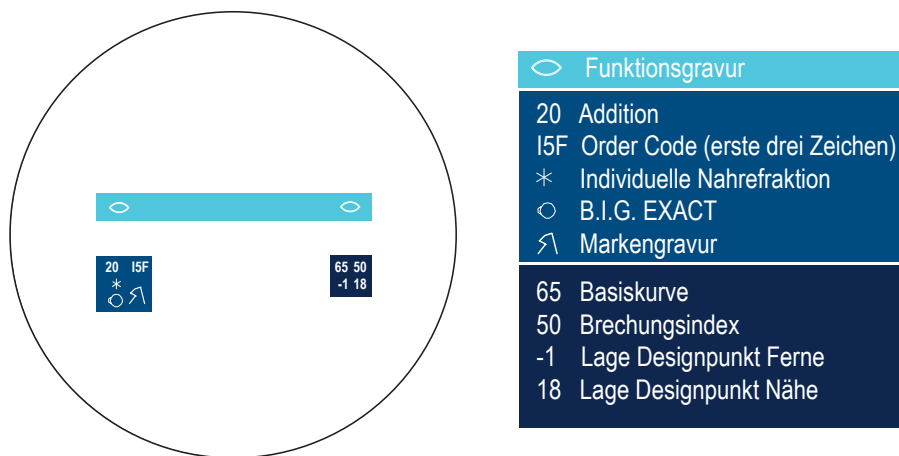 20 I5F
65 50
-1 18
Funktionsgravur
20 Addition
I5F Order Code (erste drei Zeichen)
Individuelle Nahrefraktion
B.I.G. EXACT
Markengravur
65 Basiskurve
50 Brechungsindex
-1 Lage Designpunkt Ferne
18 Lage Designpunkt Nähe